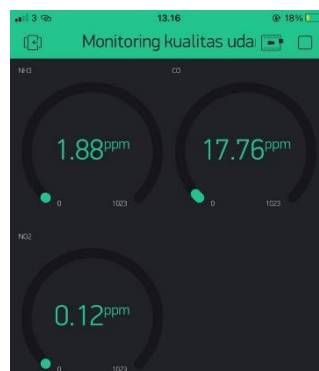 3 13.16 18%
Monitoring kualitas uda
NH3 CO
1.88ppm 17.76ppm
0 1023 0 1023
NO2
0.12ppm
0 1023